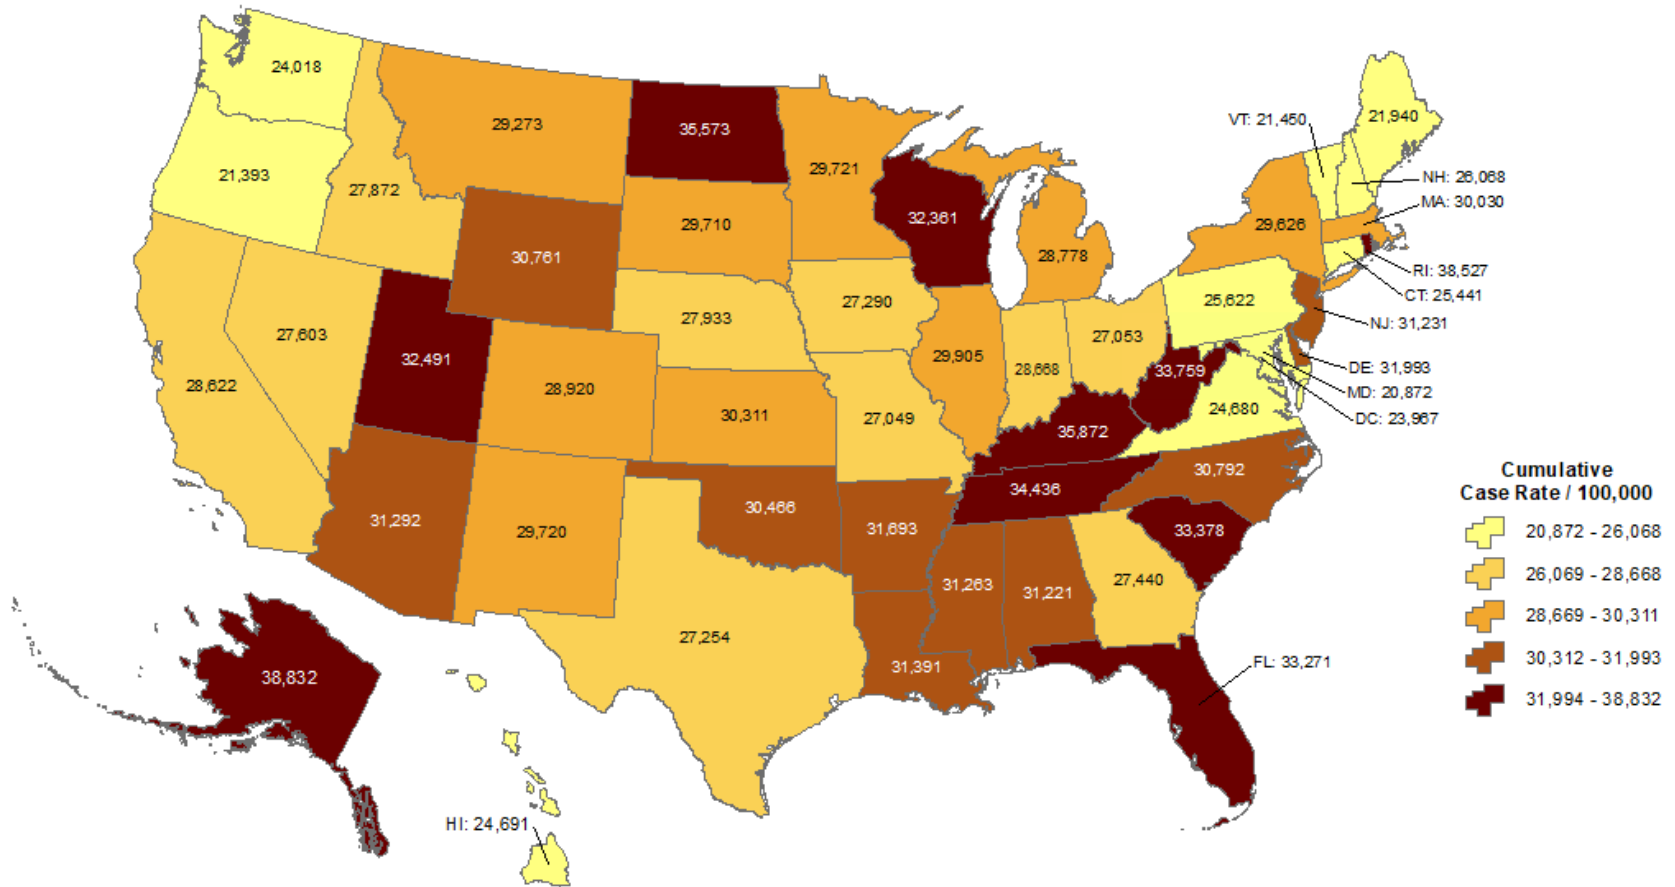 24,018
21,393
27,872
29,273
35,573
29,721
32,361
29,710
30,761
28,778
VT: 21,450
21,940
NH: 26,068
MA: 30,030
29,626
RI: 38,527
CT: 25,441
NJ: 31,231
25,622
DE: 31,993
MD: 20,872
DC: 23,967
27,603
28,622
32,491
28,920
27,933
27,290
29,905
28,668
27,053
33,759
24,680
30,311
27,049
35,872
34,436
30,792
31,292
29,720
30,466
31,693
33,378
27,254
31,391
31,263
31,221
27,440
FL: 33,271
38,832
HI: 24,691
Cumulative
Case Rate / 100,000
20,872 - 26,068
26,069 - 28,668
28,669 - 30,311
30,312 - 31,993
31,994 - 38,832